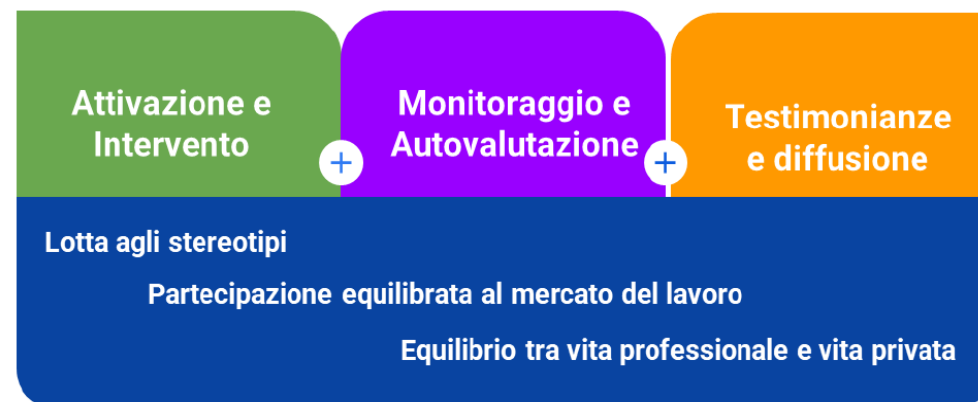 Attivazione e
Intervento
+
Monitoraggio e
Autovalutazione
+
Testimonianze
e diffusione
Lotta agli stereotipi
Partecipazione equilibrata al mercato del lavoro
Equilibrio tra vita professionale e vita privata